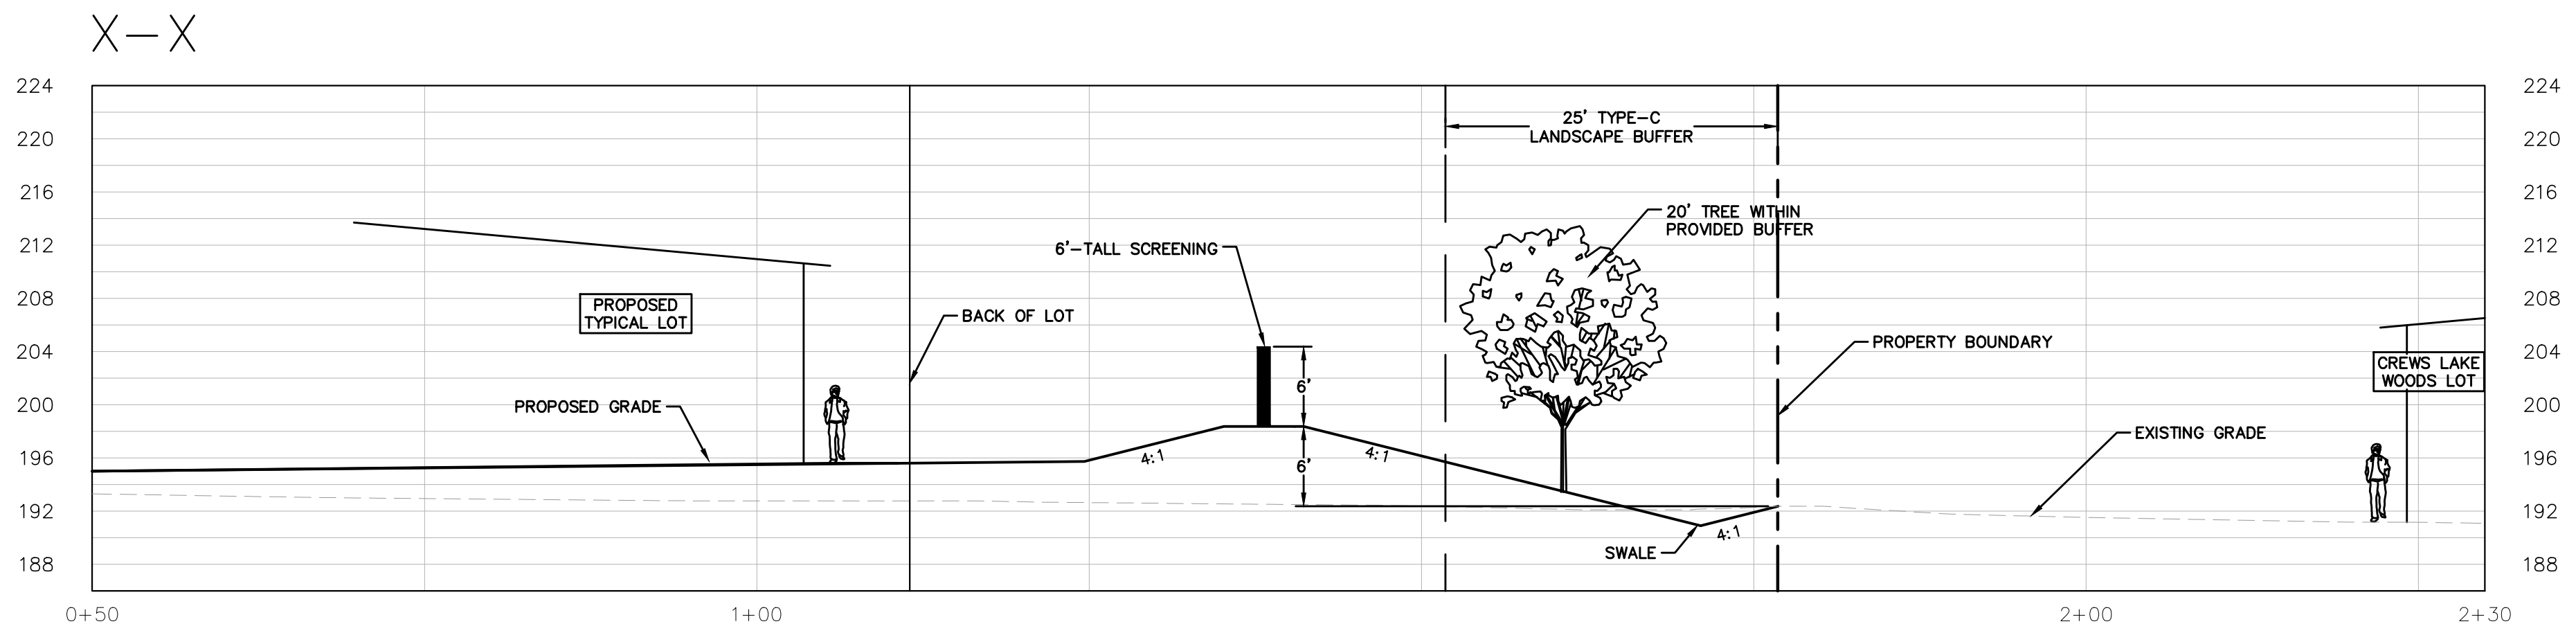 X-X
224
220
216
212
208
204
200
196
192
188
224
220
216
212
208
204
200
196
192
188
25' TYPE-C
LANDSCAPE BUFFER
20' TREE WITHIN
PROVIDED BUFFER
6'-TALL SCREENING
PROPOSED
TYPICAL LOT
BACK OF LOT
PROPERTY BOUNDARY
CREWS LAKE
WOODS LOT
6'
PROPOSED GRADE
EXISTING GRADE
4:1
4:1
6'
4:1
SWALE
0+50
1+00
2+00
2+30